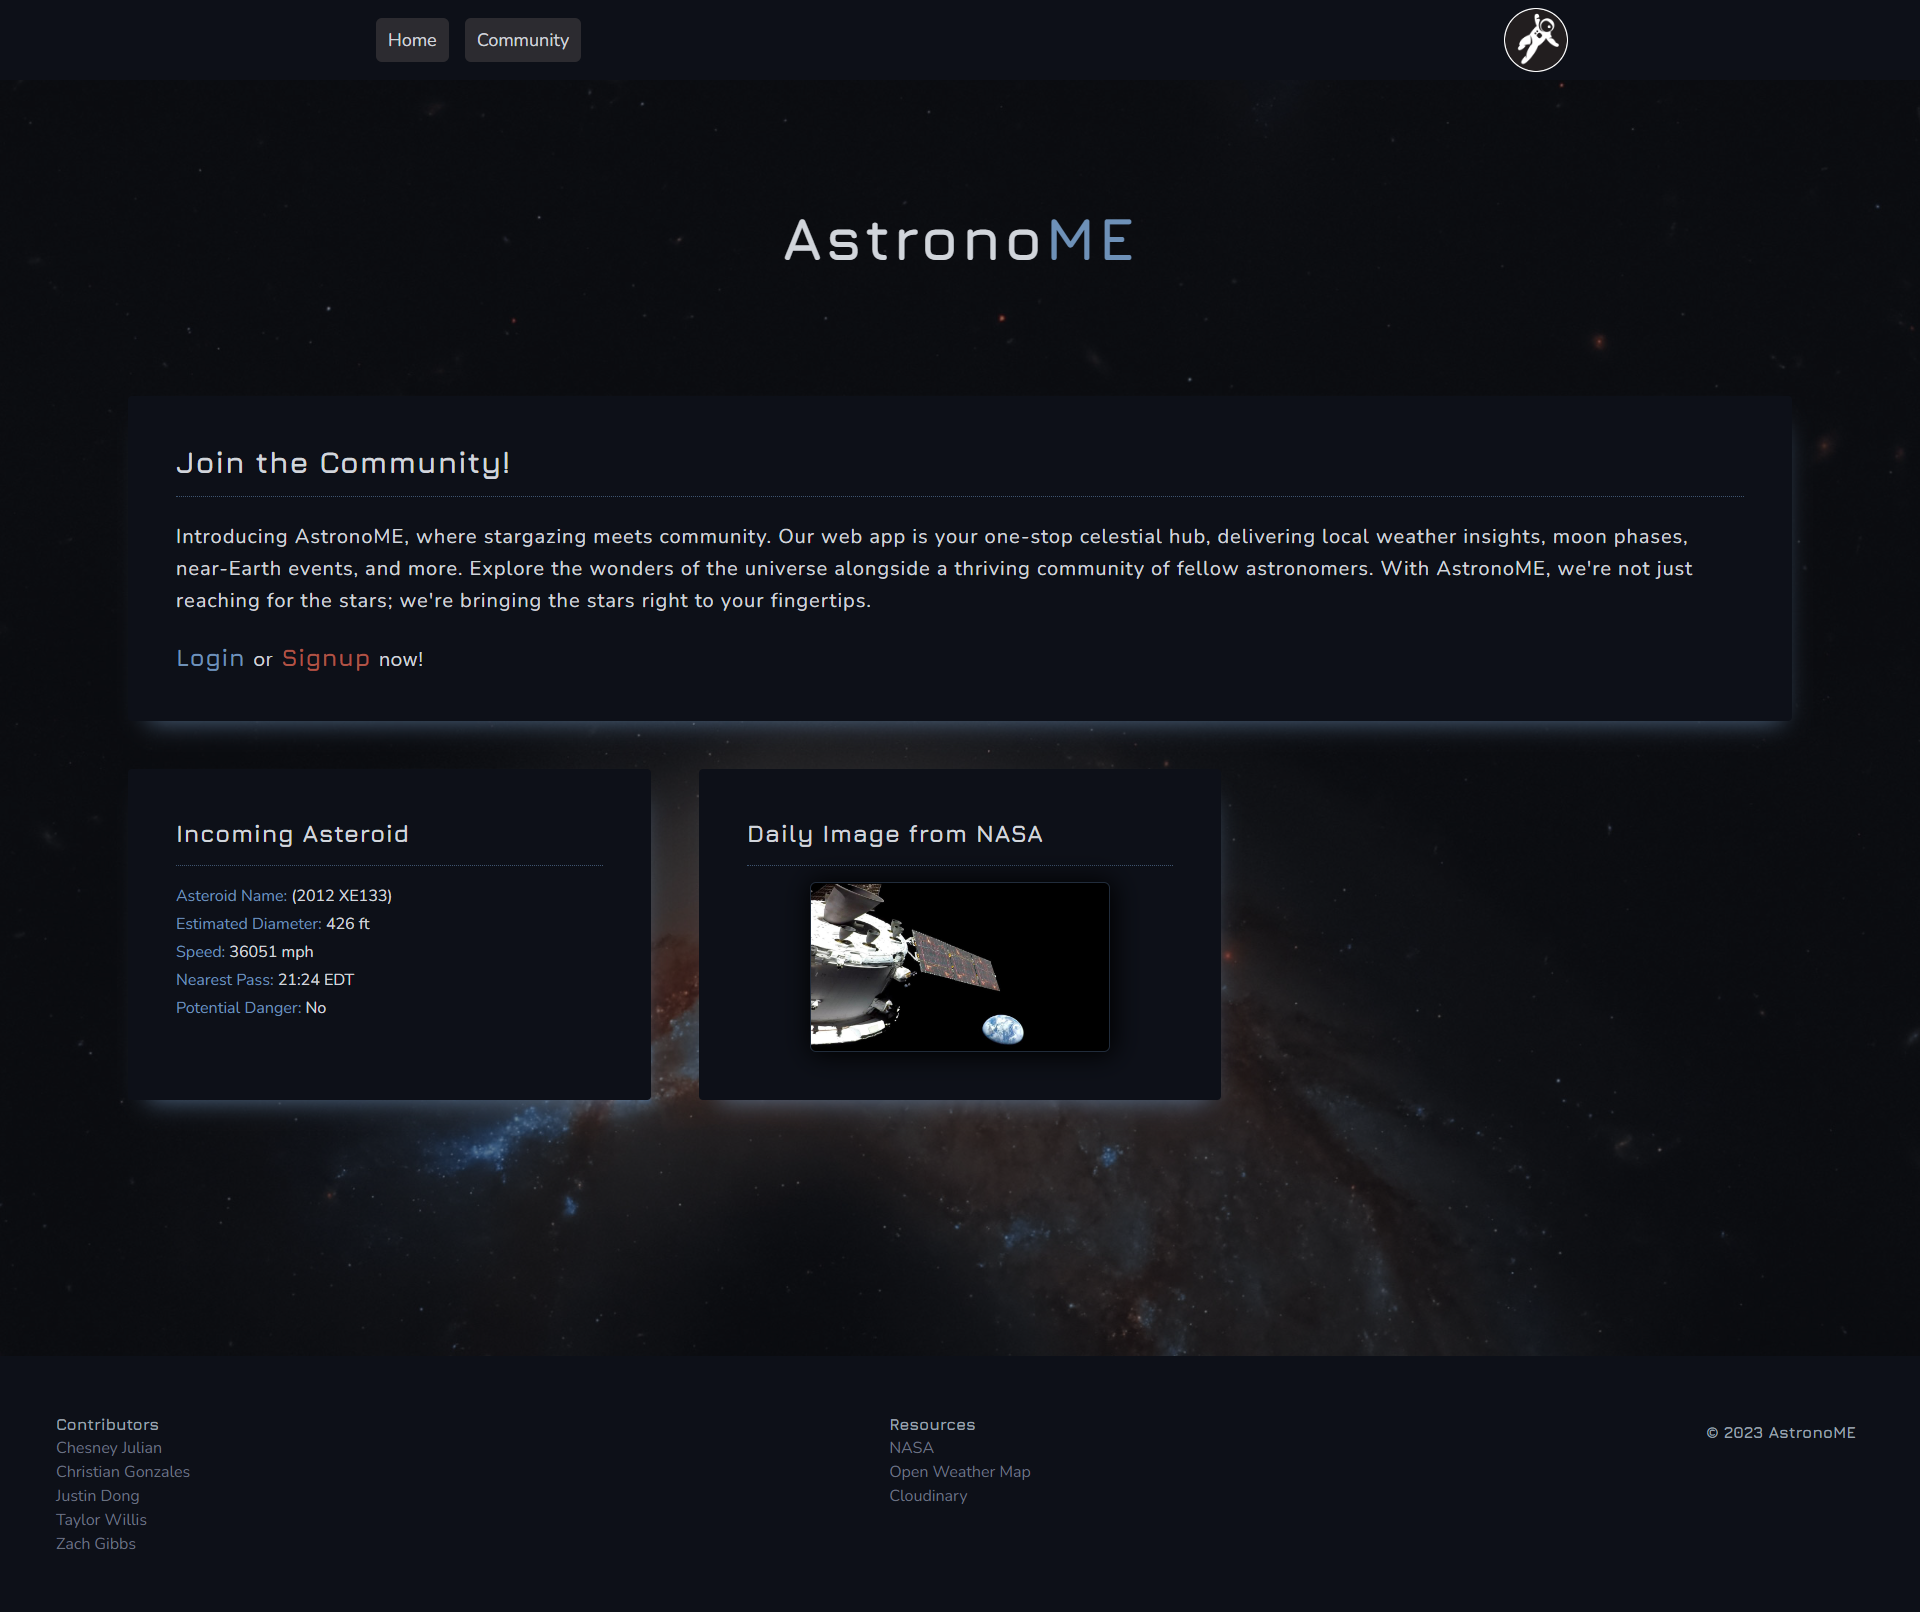 Home
Community
AstronoME
Join the Community!
Introducing AstronoME, where stargazing meets community. Our web app is your one-stop celestial hub, delivering local weather insights, moon phases,
near-Earth events, and more. Explore the wonders of the universe alongside a thriving community of fellow astronomers. With AstronoME, we're not just
reaching for the stars; we're bringing the stars right to your fingertips.
Login or Signup now!
Incoming Asteroid
Asteroid Name: (2012 XE133)
Estimated Diameter: 426 ft
Speed: 36051 mph
Nearest Pass: 21:24 EDT
Potential Danger: No
Daily Image from NASA
Contributors
Chesney Julian
Christian Gonzales
Justin Dong
Taylor Willis
Zach Gibbs
Resources
NASA
Open Weather Map
Cloudinary
© 2023 AstronoME